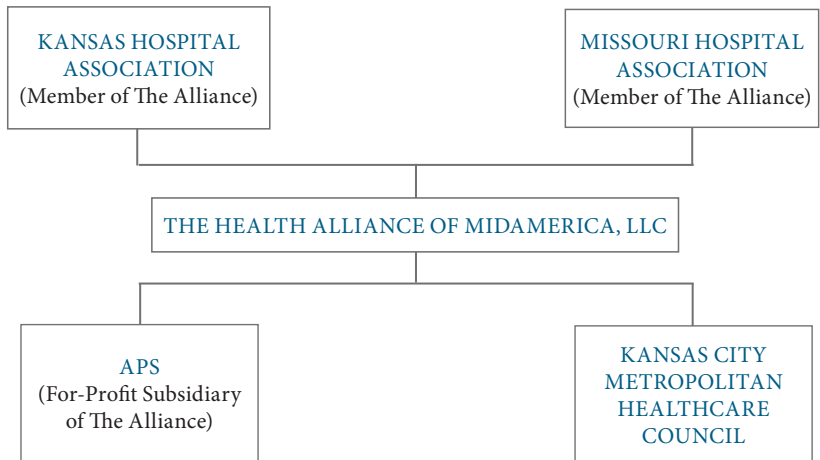 KANSAS HOSPITAL
ASSOCIATION
(Member of The Alliance)
MISSOURI HOSPITAL
ASSOCIATION
(Member of The Alliance)
THE HEALTH ALLIANCE OF MIDAMERICA, LLC
APS
(For-Profit Subsidiary
of The Alliance)
KANSAS CITY
METROPOLITAN
HEALTHCARE
COUNCIL